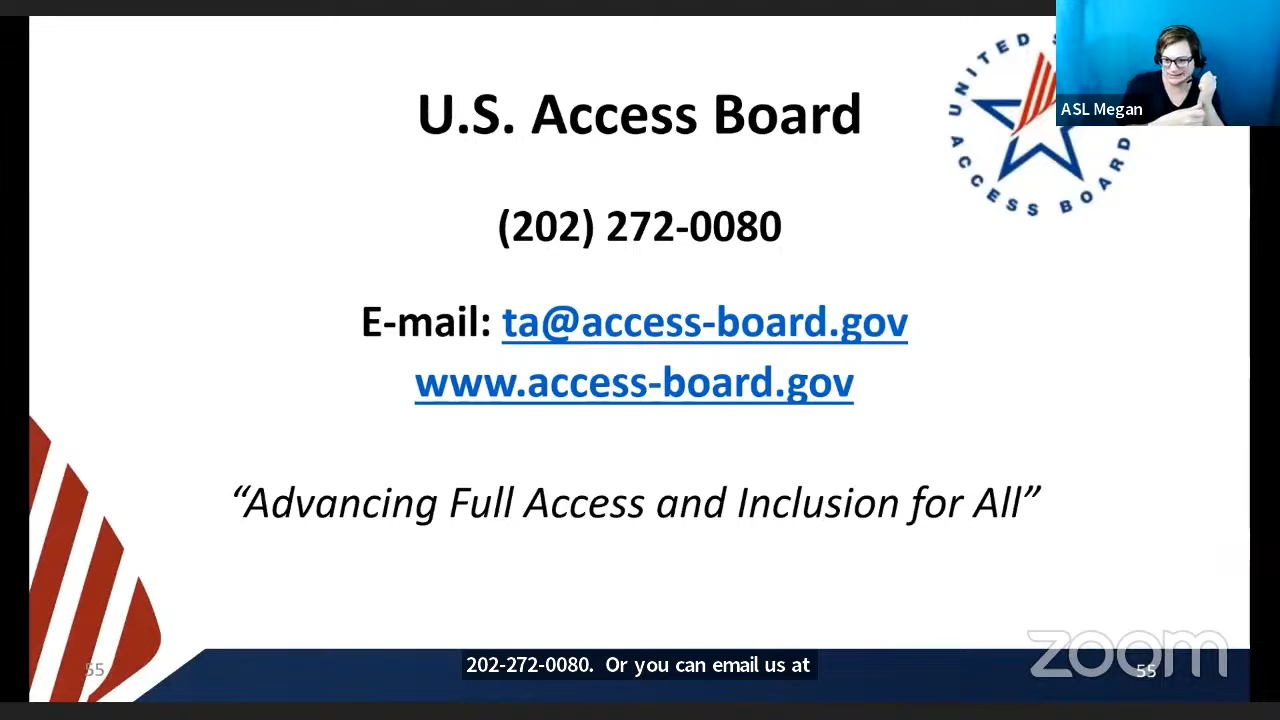 U.S. Access Board
UNITED S
ACCESS BOARD
ASL Megan
(202) 272-0080
E-mail: ta@access-board.gov
www.access-board.gov
“Advancing Full Access and Inclusion for All”
55
202-272-0080.  Or you can email us at
zoom
55